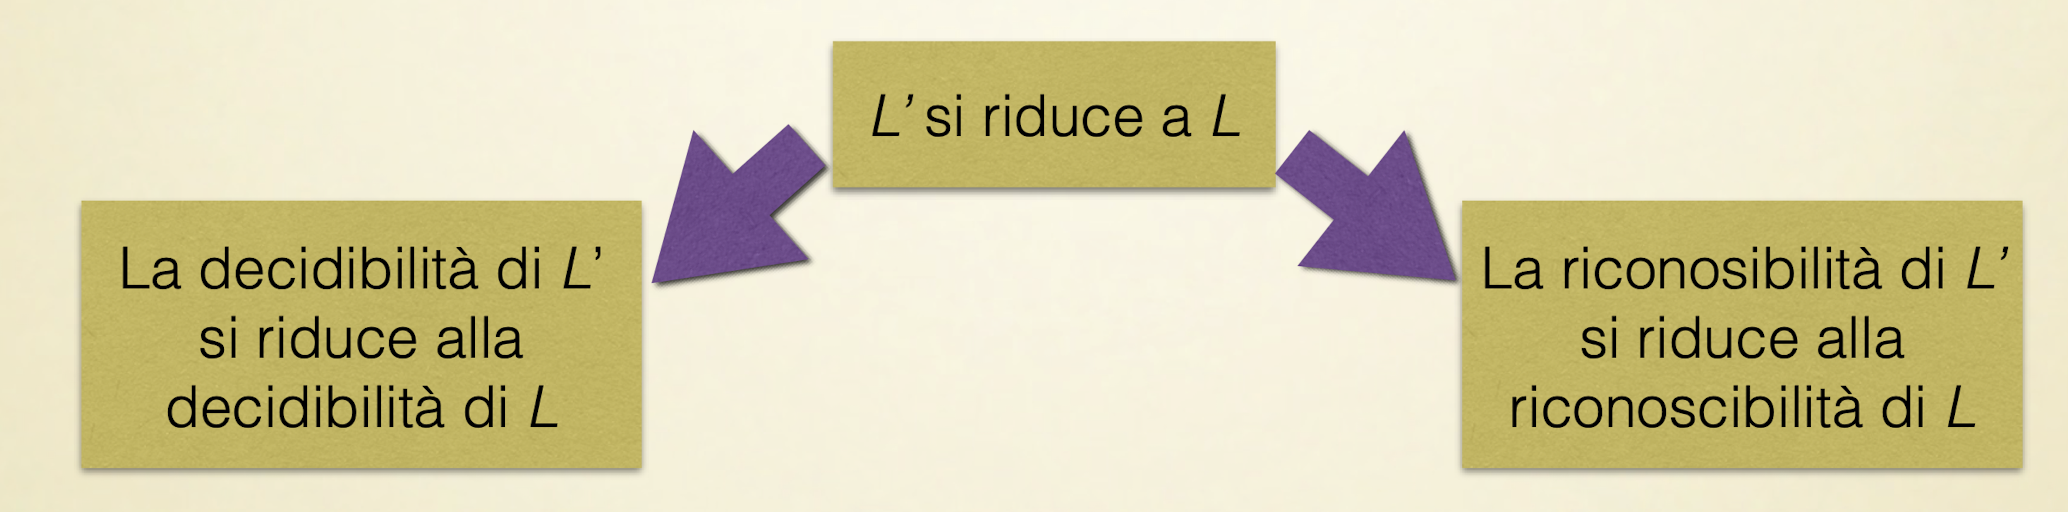 L’ si riduce a L
La decidibilità di L’
si riduce alla
decidibilità di L
La riconosibilità di L’
si riduce alla
riconoscibilità di L